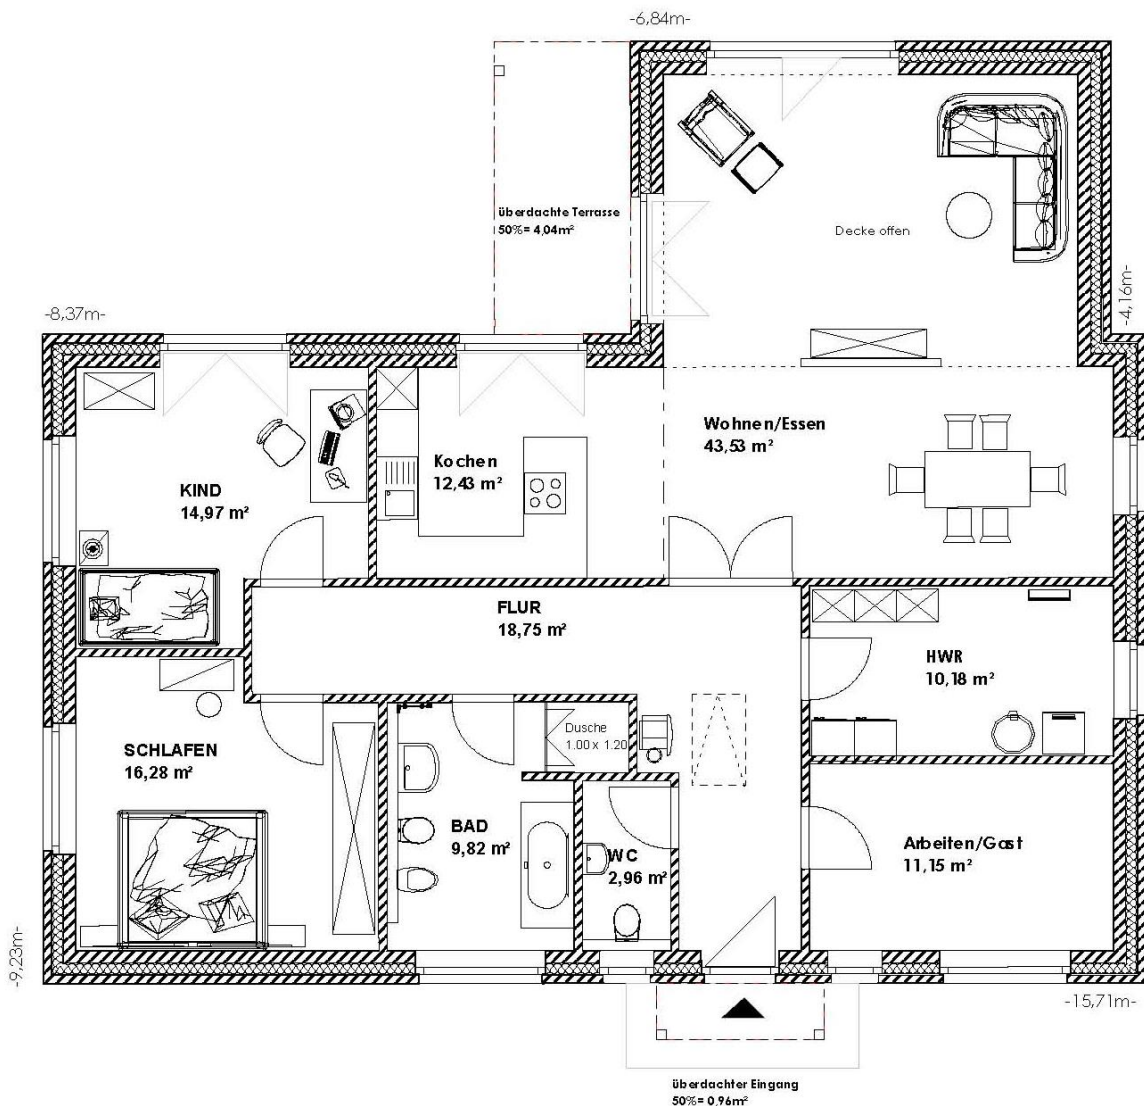 -6,84m-
überdachte Terrasse
50%= 4,04m²
Decke offen
-4,16m-
-8,37m-
Wohnen/Essen
43,53 m²
Kochen
12,43 m²
KIND
14,97 m²
FLUR
18,75 m²
HWR
10,18 m²
Dusche
1.00 x 1.20
SCHLAFEN
16,28 m²
BAD
9,82 m²
WC
2,96 m²
Arbeiten/Gast
11,15 m²
-9,23m-
-15,71m-
überdachter Eingang
50%= 0,96m²